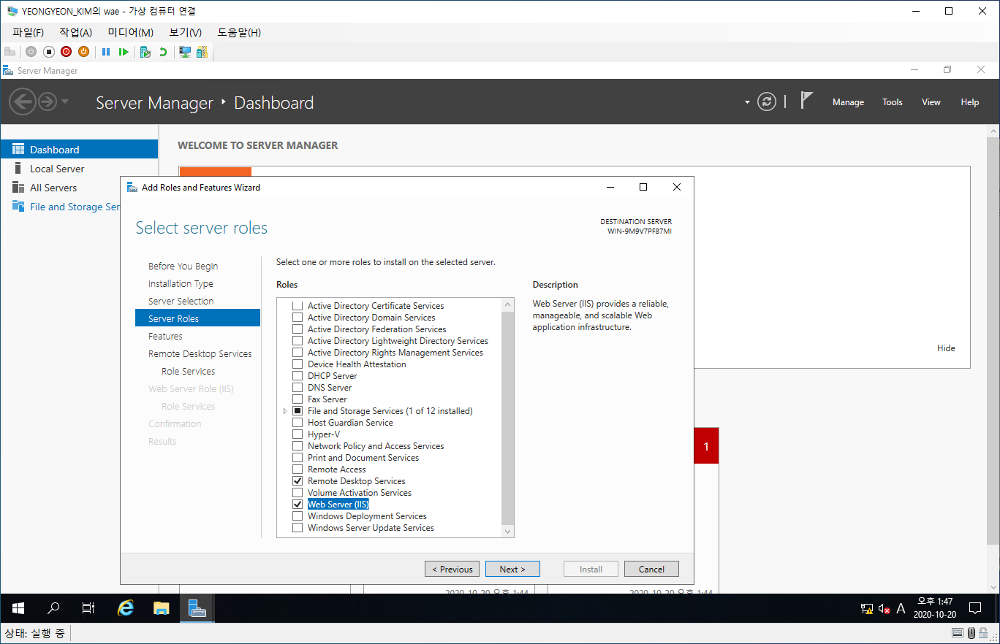 YEONGYEON_KIM의 wae - 가상 컴퓨터 연결
파일(F) 작업(A) 미디어(M) 보기(V) 도움말(H)
Server Manager
Server Manager ‣ Dashboard
Manage Tools View Help
Dashboard
Local Server
All Servers
File and Storage Ser
WELCOME TO SERVER MANAGER
Hide
1
Add Roles and Features Wizard
Select server roles
DESTINATION SERVER
WIN-9M9V7PF87MI
Before You Begin
Installation Type
Server Selection
Server Roles
Features
Remote Desktop Services
Role Services
Web Server Role (IIS)
Role Services
Confirmation
Results
Select one or more roles to install on the selected server.
Roles
Active Directory Certificate Services
Active Directory Domain Services
Active Directory Federation Services
Active Directory Lightweight Directory Services
Active Directory Rights Management Services
Device Health Attestation
DHCP Server
DNS Server
Fax Server
File and Storage Services (1 of 12 installed)
Host Guardian Service
Hyper-V
Network Policy and Access Services
Print and Document Services
Remote Access
Remote Desktop Services
Volume Activation Services
Web Server (IIS)
Windows Deployment Services
Windows Server Update Services
Description
Web Server (IIS) provides a reliable,
manageable, and scalable Web
application infrastructure.
< Previous Next > Install Cancel
2020-10-20 오후 1:44 2020-10-20 오후 1:44
A
오후 1:47
2020-10-20
상태: 실행 중